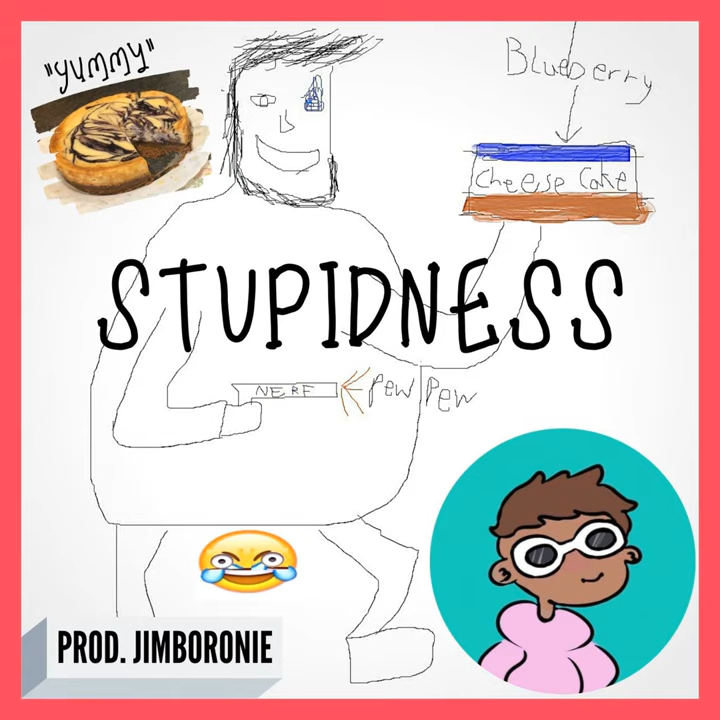 "YUMMY"
Blueberry
Cheese Cake
STUPIDNESS
NERF
Pew Pew
PROD. JIMBORONIE